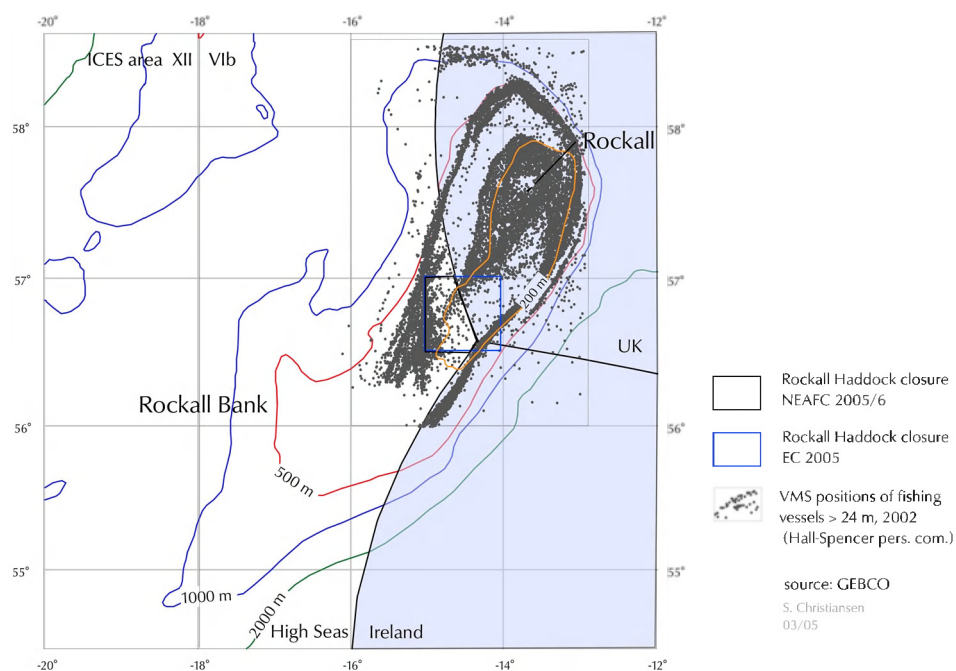 -20° -18° -16° -14° -12°
ICES area XII VIb
58° 58°
Rockall
57° 57°
200 m
UK
Rockall Bank
56° 56°
500 m
55° 55°
1000 m
2000 m
High Seas Ireland
-20° -18° -16° -14° -12°
Rockall Haddock closure
NEAFC 2005/6
Rockall Haddock closure
EC 2005
VMS positions of fishing
vessels > 24 m, 2002
(Hall-Spencer pers. com.)
source: GEBCO
S. Christiansen
03/05